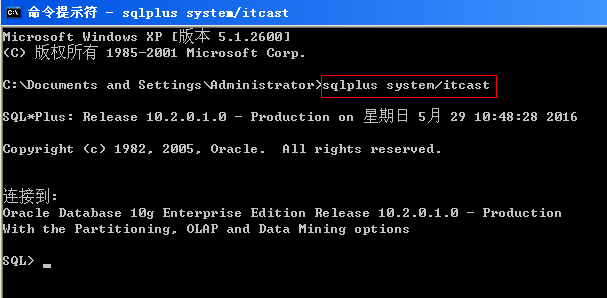 命令提示符 - sqlplus system/itcast
Microsoft Windows XP [版本 5.1.2600]
(C) 版权所有 1985-2001 Microsoft Corp.
C:\Documents and Settings\Administrator>sqlplus system/itcast
SQL*Plus: Release 10.2.0.1.0 - Production on 星期日 5月 29 10:48:28 2016
Copyright (c) 1982, 2005, Oracle.  All rights reserved.
连接到:
Oracle Database 10g Enterprise Edition Release 10.2.0.1.0 - Production
With the Partitioning, OLAP and Data Mining options
SQL> _